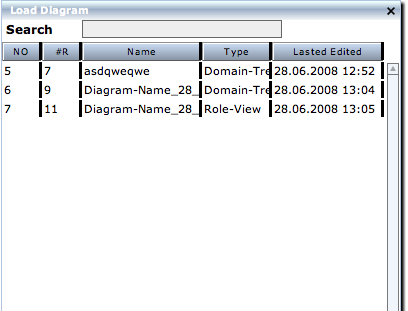 Load Diagram
Search
NO #R Name Type Lasted Edited
5 7 asdqweqwe Domain-Tre 28.06.2008 12:52
6 9 Diagram-Name_28_ Domain-Tre 28.06.2008 13:04
7 11 Diagram-Name_28_ Role-View 28.06.2008 13:05